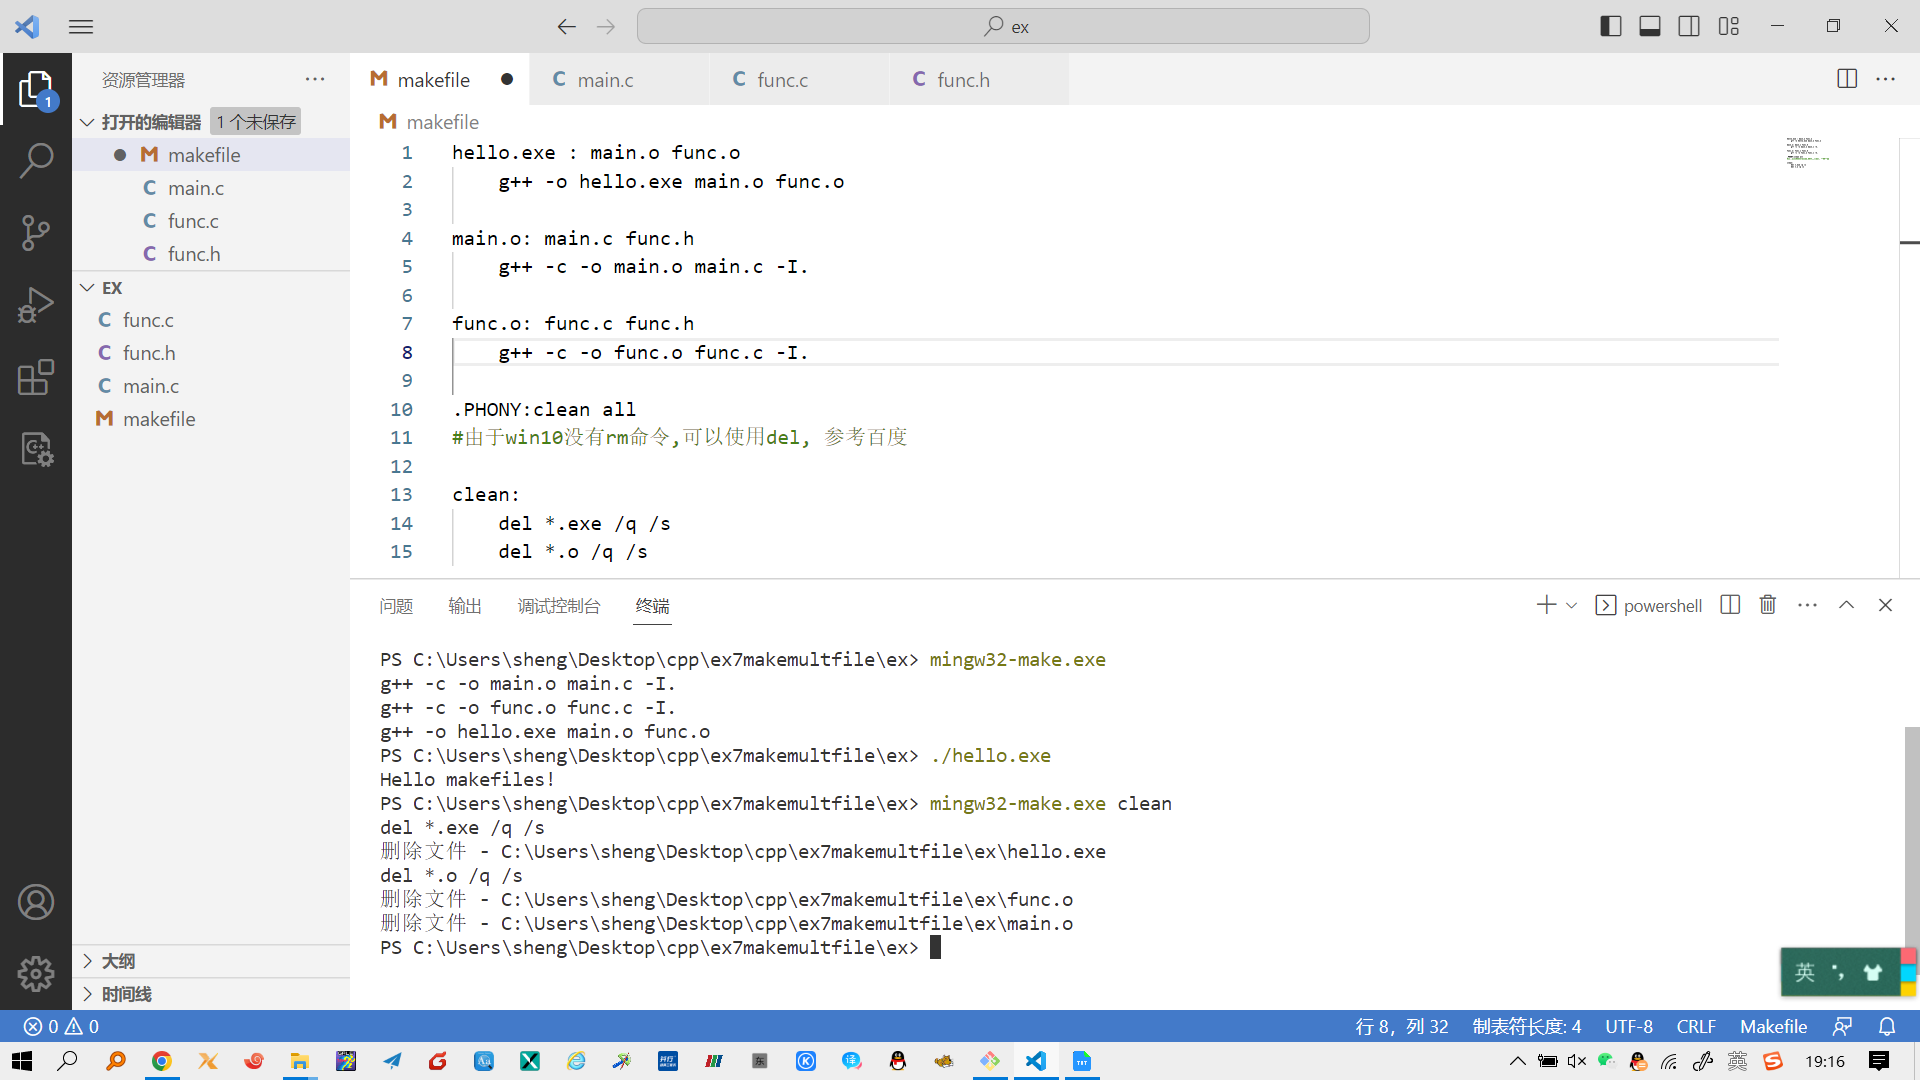 ex
资源管理器
打开的编辑器 1 个未保存
makefile
main.c
func.c
func.h
EX
func.c
func.h
main.c
makefile
大纲
时间线
makefile
main.c
func.c
func.h
makefile
1 hello.exe : main.o func.o
2 g++ -o hello.exe main.o func.o
3
4 main.o: main.c func.h
5 g++ -c -o main.o main.c -I.
6
7 func.o: func.c func.h
8 g++ -c -o func.o func.c -I.
9
10 .PHONY:clean all
11 #由于win10没有rm命令,可以使用del, 参考百度
12
13 clean:
14 del *.exe /q /s
15 del *.o /q /s
问题 输出 调试控制台 终端
powershell
PS C:\Users\sheng\Desktop\cpp\ex7makemultfile\ex> mingw32-make.exe
g++ -c -o main.o main.c -I.
g++ -c -o func.o func.c -I.
g++ -o hello.exe main.o func.o
PS C:\Users\sheng\Desktop\cpp\ex7makemultfile\ex> ./hello.exe
Hello makefiles!
PS C:\Users\sheng\Desktop\cpp\ex7makemultfile\ex> mingw32-make.exe clean
del *.exe /q /s
删除文件 - C:\Users\sheng\Desktop\cpp\ex7makemultfile\ex\hello.exe
del *.o /q /s
删除文件 - C:\Users\sheng\Desktop\cpp\ex7makemultfile\ex\func.o
删除文件 - C:\Users\sheng\Desktop\cpp\ex7makemultfile\ex\main.o
PS C:\Users\sheng\Desktop\cpp\ex7makemultfile\ex>
英
0 0
行 8，列 32 制表符长度: 4 UTF-8 CRLF Makefile
英 19:16